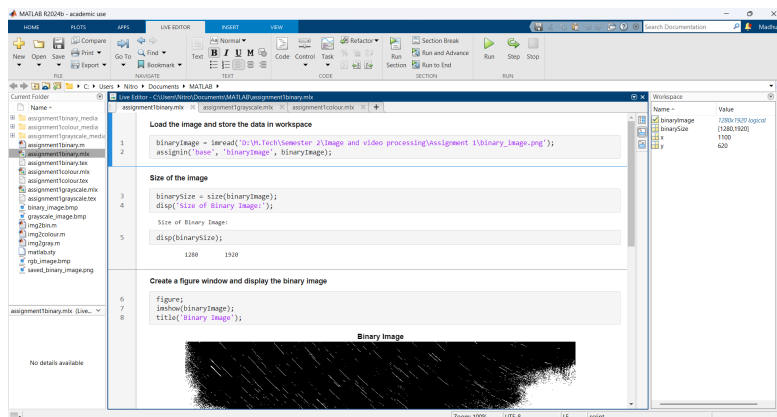 MATLAB R2024b - academic use
HOME PLOTS APPS LIVE EDITOR INSERT VIEW
Search Documentation
Madhu
New Open Save
Compare
Print
Export
Go To
Find
Bookmark
Text
Normal
B I U M
Code Control Task
Refactor
Run Section
Section Break
Run and Advance
Run to End
Run Step Stop
FILE NAVIGATE TEXT CODE SECTION RUN
C: Users Nitro Documents MATLAB
Current Folder
Name
assignment1binary_media
assignment1colour_media
assignment1grayscale_media
assignment1binary.m
assignment1binary.mlx
assignment1binary.tex
assignment1colour.mlx
assignment1colour.tex
assignment1grayscale.mlx
assignment1grayscale.tex
binary_image.bmp
grayscale_image.bmp
img2bin.m
img2colour.m
img2gray.m
matlab.sty
rgb_image.bmp
saved_binary_image.png
assignment1binary.mlx (Live...
No details available
Live Editor - C:\Users\Nitro\Documents\MATLAB\assignment1binary.mlx
assignment1binary.mlx assignment1grayscale.mlx assignment1colour.mlx
Load the image and store the data in workspace
1 binaryImage = imread('D:\M.Tech\Semester 2\Image and video processing\Assignment 1\binary_image.png');
2 assignin('base', 'binaryImage', binaryImage);
Size of the image
3 binarySize = size(binaryImage);
4 disp('Size of Binary Image:');
Size of Binary Image:
5 disp(binarySize);
1280 1920
Create a figure window and display the binary image
6 figure;
7 imshow(binaryImage);
8 title('Binary Image');
Binary Image
Workspace
Name Value
binaryImage 1280x1920 logical
binarySize [1280,1920]
x 1100
y 620
Zoom: 100% UTF-8 LF script